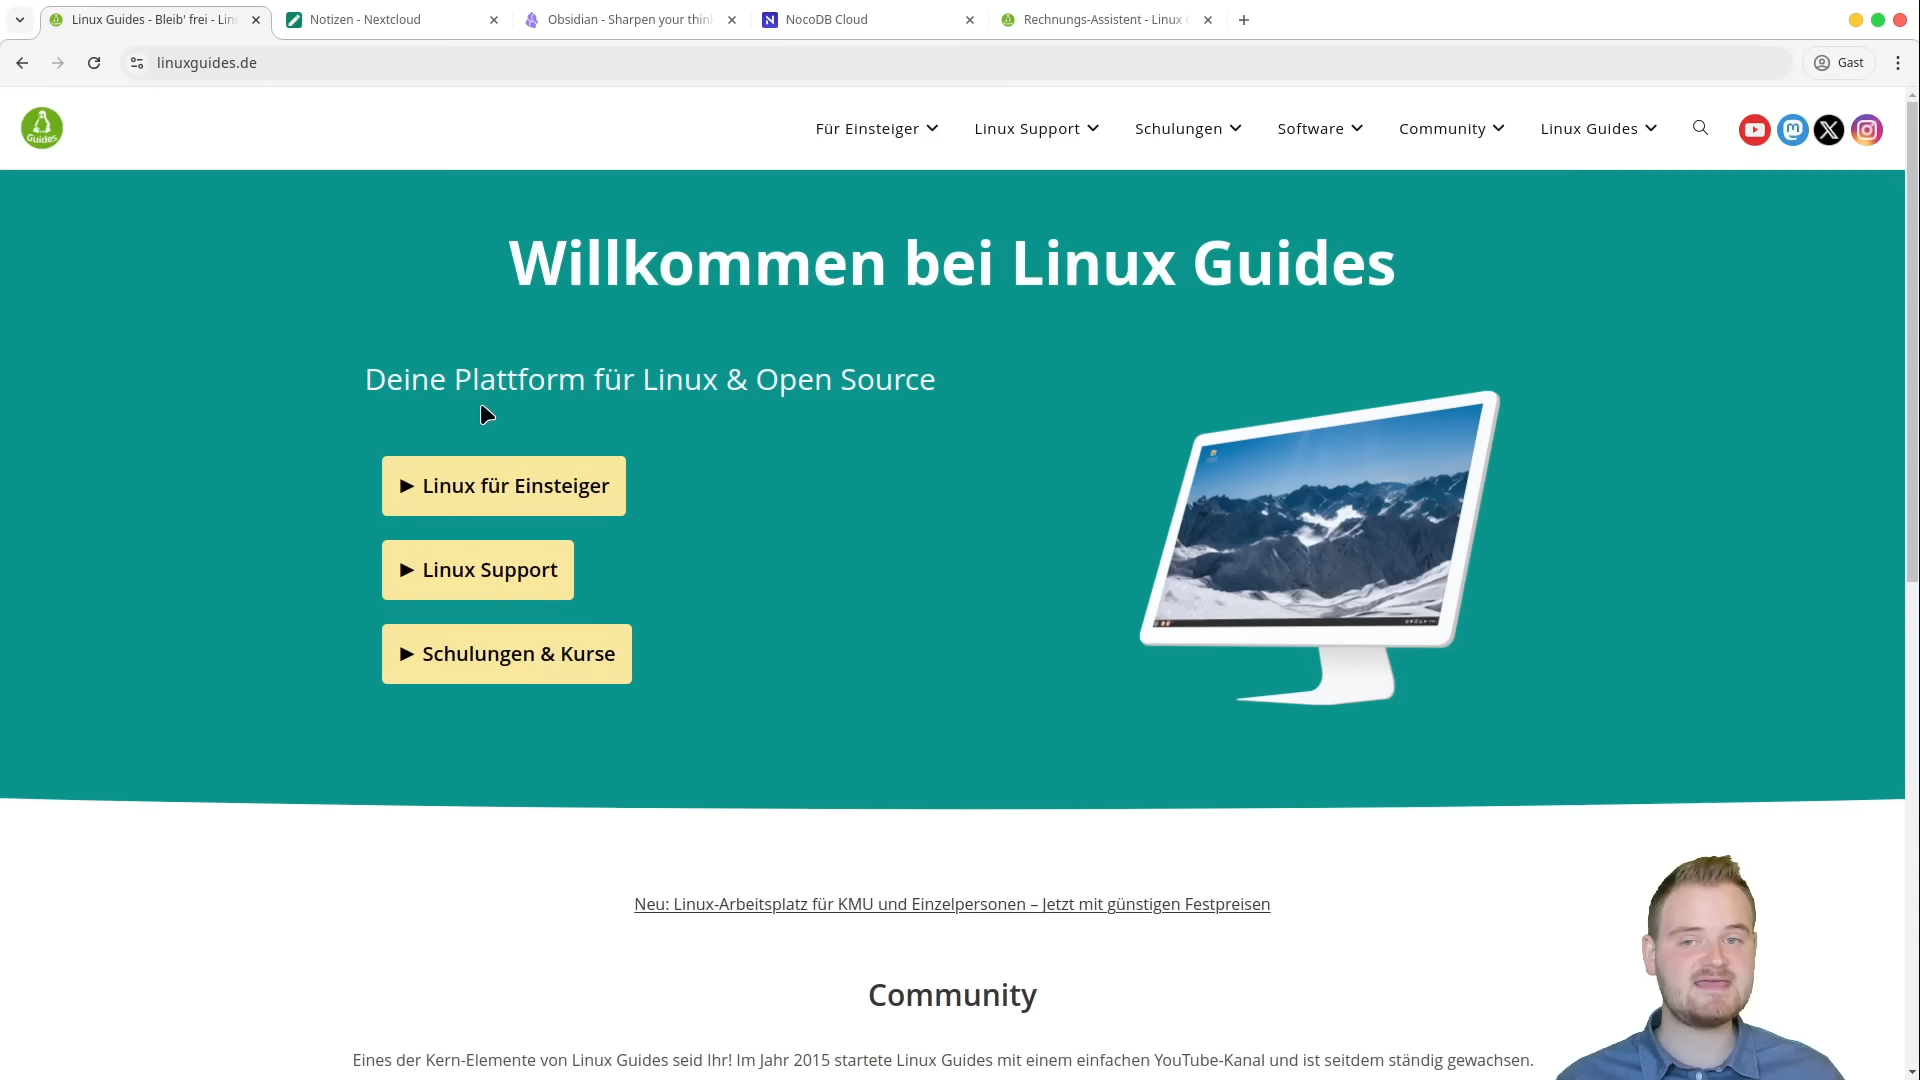 Linux Guides - Bleib' frei - Lin
Notizen - Nextcloud
Obsidian - Sharpen your thin
NocoDB Cloud
Rechnungs-Assistent - Linux
linuxguides.de
Gast
Guides
Für Einsteiger
Linux Support
Schulungen
Software
Community
Linux Guides
Willkommen bei Linux Guides
Deine Plattform für Linux & Open Source
► Linux für Einsteiger
► Linux Support
► Schulungen & Kurse
Neu: Linux-Arbeitsplatz für KMU und Einzelpersonen – Jetzt mit günstigen Festpreisen
Community
Eines der Kern-Elemente von Linux Guides seid Ihr! Im Jahr 2015 startete Linux Guides mit einem einfachen YouTube-Kanal und ist seitdem ständig gewachsen.